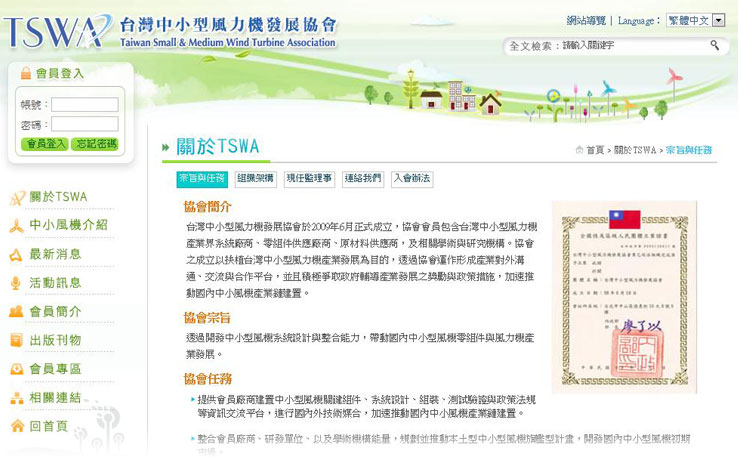 TSWA
台灣中小型風力機發展協會
Taiwan Small & Medium Wind Turbine Association
網站導覽 | Language： 繁體中文
全文檢索：請輸入關鍵字
會員登入
帳號：
密碼：
會員登入 忘記密碼
關於TSWA
中小風機介紹
最新消息
活動訊息
會員簡介
出版刊物
會員專區
相關連結
回首頁
關於TSWA
首頁 › 關於TSWA › 宗旨與任務
宗旨與任務 組織架構 現任監理事 連絡我們 入會辦法
協會簡介
台灣中小型風力機發展協會於2009年6月正式成立，協會會員包含台灣中小型風力機
產業界系統廠商、零組件供應廠商、原材料供應商，及相關學術與研究機構。協會
之成立以扶植台灣中小型風力機產業發展為目的，透過協會運作形成產業對外溝
通、交流與合作平台，並且積極爭取政府輔導產業發展之獎勵與政策措施，加速推
動國內中小風機產業鏈建置。
協會宗旨
透過開發中小型風機系統設計與整合能力，帶動國內中小型風機零組件與風力機產
業發展。
協會任務
提供會員廠商建置中小型風機關鍵組件、系統設計、組裝、測試驗證與政策法規
等資訊交流平台，進行國內外技術媒合，加速推動國內中小風機產業鏈建置。
整合會員廠商、研發單位、以及學術機構能量，規劃並推動本土型中小型風機旗艦型計畫，開發國內中小型風機初期
全國性及區級人民團體立案證書
廖了以